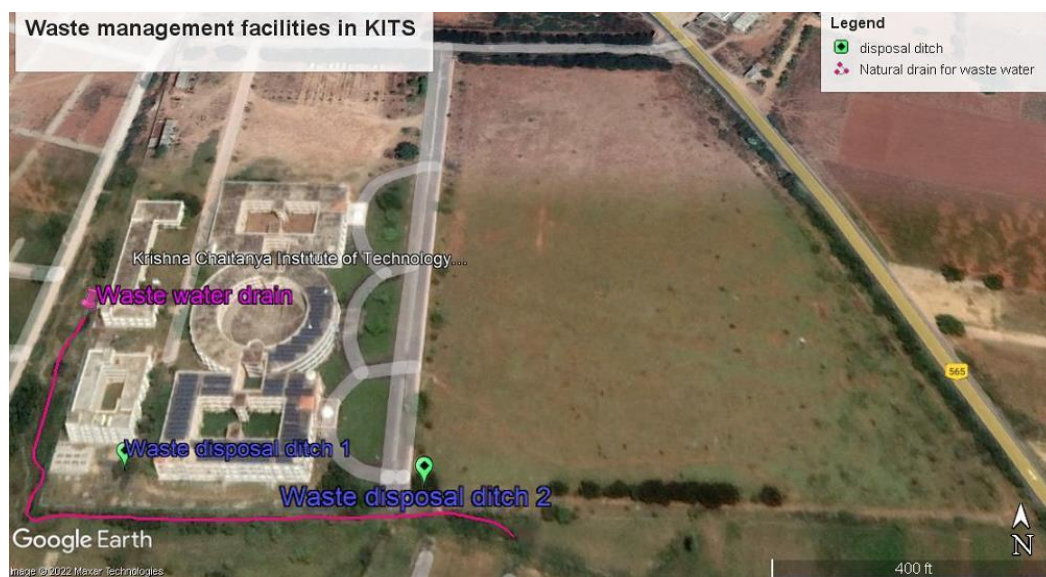 Waste management facilities in KITS
Legend
disposal ditch
Natural drain for waste water
Krishna Chaitanya Institute of Technology...
Waste water drain
565
Waste disposal ditch 1
Waste disposal ditch 2
Google Earth
N
Image © 2022 Maxar Technologies
400 ft